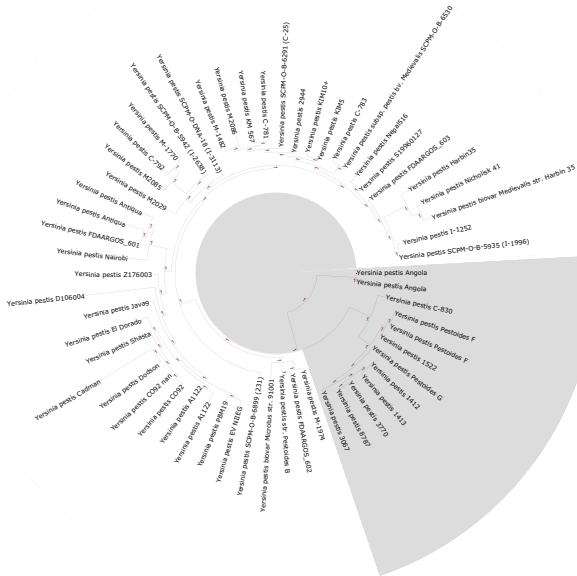 Yersinia pestis SCPM-O-B-6291 (C-25)
Yersinia pestis 2944
Yersinia pestis KIM10+
Yersinia pestis KIM5
Yersinia pestis C-783
Yersinia pestis subsp. pestis bv. Medievalis SCPM-O-B-6530
Yersinia pestis Nepal516
Yersinia pestis S19960127
Yersinia pestis FDAARGOS_603
Yersinia pestis Harbin35
Yersinia pestis Nicholisk 41
Yersinia pestis biovar Medievalis str. Harbin 35
Yersinia pestis I-1252
Yersinia pestis SCPM-O-B-5935 (I-1996)
Yersinia pestis Angola
Yersinia pestis Angola
Yersinia pestis C-830
Yersinia pestis Pestoides F
Yersinia pestis Pestoides F
Yersinia pestis 1522
Yersinia pestis Pestoides G
Yersinia pestis 1412
Yersinia pestis 1413
Yersinia pestis 3770
Yersinia pestis 8787
Yersinia pestis 3067
Yersinia pestis M-1974
Yersinia pestis FDAARGOS_602
Yersinia pestis str. Pestoides B
Yersinia pestis biovar Microtus str. 91001
Yersinia pestis SCPM-O-B-6899 (231)
Yersinia pestis EV NIIEG
Yersinia pestis PBM19
Yersinia pestis A1122
Yersinia pestis A1122
Yersinia pestis CO92
Yersinia pestis CO92 nan
Yersinia pestis Dodson
Yersinia pestis Cadman
Yersinia pestis Shasta
Yersinia pestis El Dorado
Yersinia pestis Java9
Yersinia pestis D106004
Yersinia pestis Z176003
Yersinia pestis Nairobi
Yersinia pestis FDAARGOS_601
Yersinia pestis Antiqua
Yersinia pestis Antiqua
Yersinia pestis M2029
Yersinia pestis M2085
Yersinia pestis C-792
Yersinia pestis M-1770
Yersinia pestis SCPM-O-B-5942 (I-2638)
Yersinia pestis SCPM-O-DNA-18 (I-3113)
Yersinia pestis M-1482
Yersinia pestis M2086
Yersinia pestis KM 567
Yersinia pestis C-781